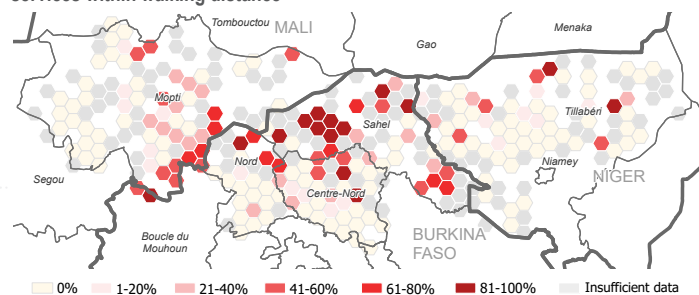 services within walking distance
Tombouctou
MALI
Menaka
Gao
Mopti
Tillabéri
Sahel
Nord
Niamey
Segou
NIGER
Centre-Nord
Boucle du
Mouhoun
BURKINA
FASO
0% 1-20% 21-40% 41-60% 61-80% 81-100% Insufficient data